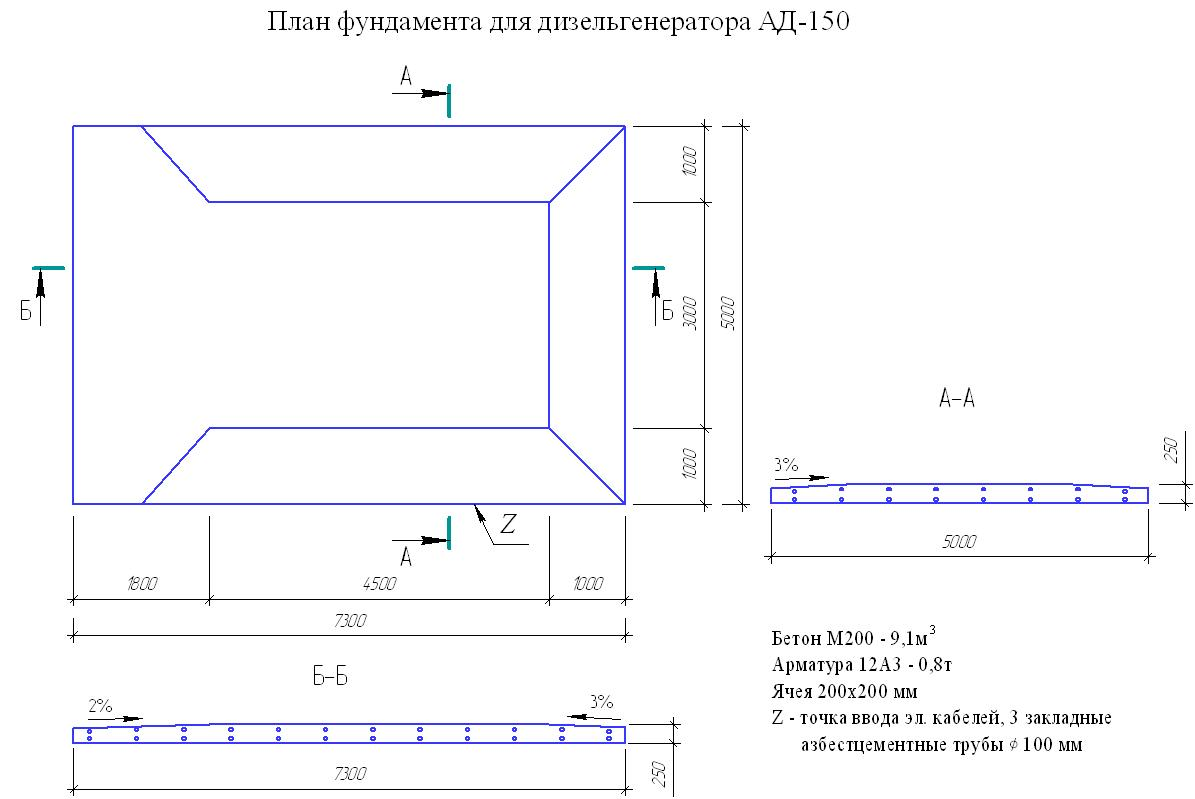 План фундамента для дизельгенератора АД-150
А
1000
3000
5000
Б
Б
1000
Z
А
1800
4500
1000
7300
А-А
3%
250
5000
Б-Б
2%
3%
7300
250
Бетон М200 - 9,1м³
Арматура 12А3 - 0,8т
Ячея 200х200 мм
Z - точка ввода эл. кабелей, 3 закладные
азбестцементные трубы ϕ 100 мм